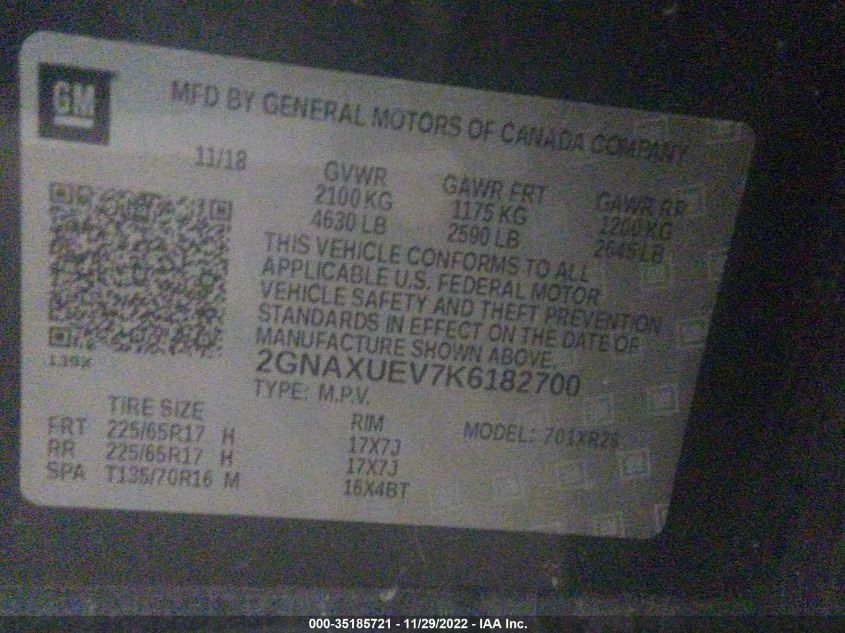 GM
MFD BY GENERAL MOTORS OF CANADA COMPANY
11/18
GVWR
2100 KG
4630 LB
GAWR FRT
1175 KG
2590 LB
GAWR RR
1200 KG
2645 LB
THIS VEHICLE CONFORMS TO ALL
APPLICABLE U.S. FEDERAL MOTOR
VEHICLE SAFETY AND THEFT PREVENTION
STANDARDS IN EFFECT ON THE DATE OF
MANUFACTURE SHOWN ABOVE.
2GNAXUEV7K6182700
TYPE: M.P.V.
TIRE SIZE RIM MODEL: 701XR26
FRT 225/65R17 H 17X7J
RR 225/65R17 H 17X7J
SPA T135/70R16 M 16X4BT
000-35185721 - 11/29/2022 - IAA Inc.